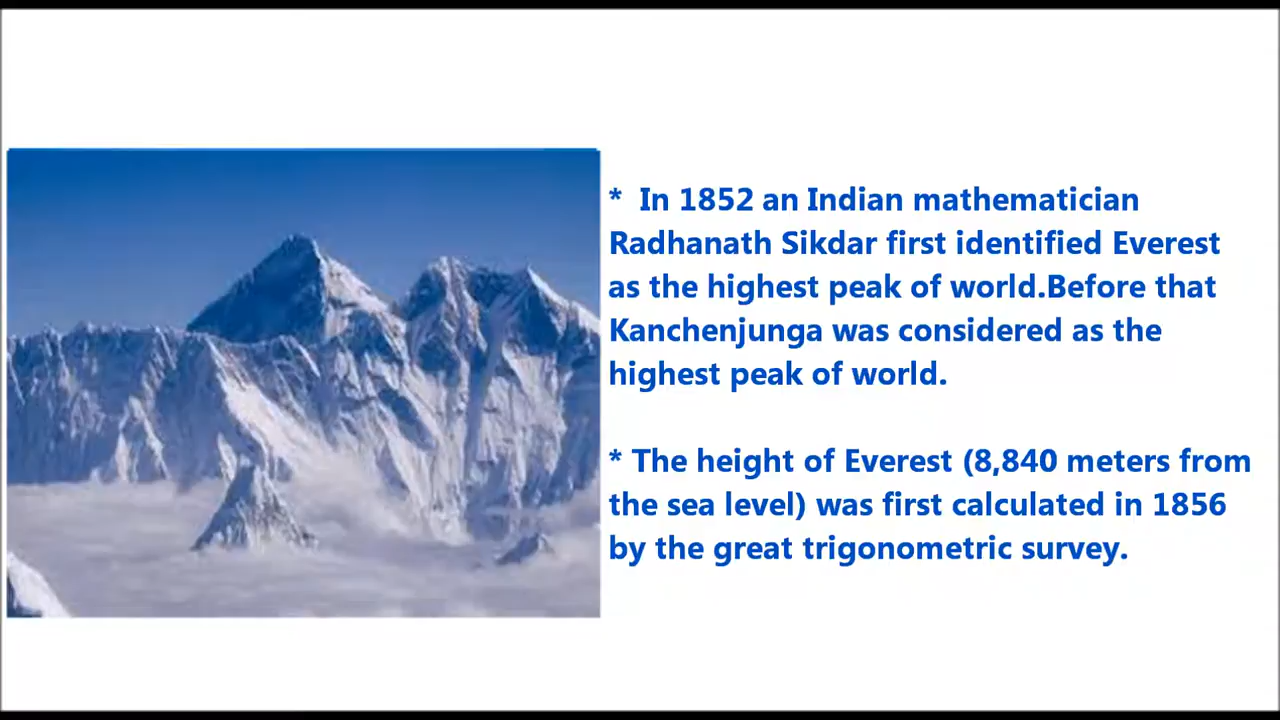 *  In 1852 an Indian mathematician
Radhanath Sikdar first identified Everest
as the highest peak of world.Before that
Kanchenjunga was considered as the
highest peak of world.
* The height of Everest (8,840 meters from
the sea level) was first calculated in 1856
by the great trigonometric survey.